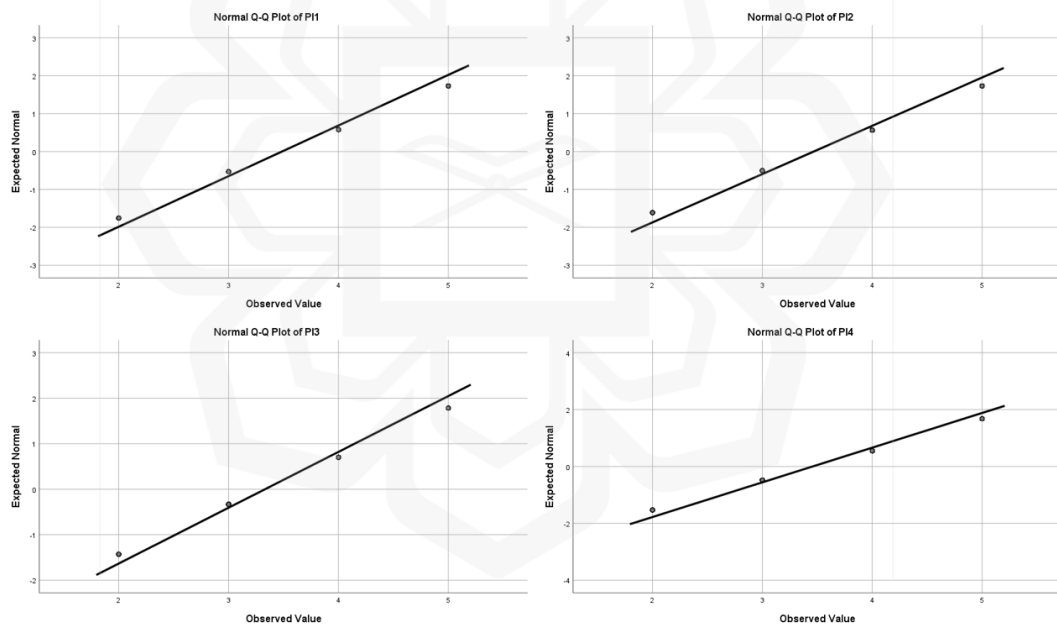 Normal Q-Q Plot of PI1
3
2
1
0
-1
-2
-3
Expected Normal
2 3 4 5
Observed Value
Normal Q-Q Plot of PI2
3
2
1
0
-1
-2
-3
Expected Normal
2 3 4 5
Observed Value
Normal Q-Q Plot of PI3
3
2
1
0
-1
-2
Expected Normal
2 3 4 5
Observed Value
Normal Q-Q Plot of PI4
4
2
0
-2
-4
Expected Normal
2 3 4 5
Observed Value